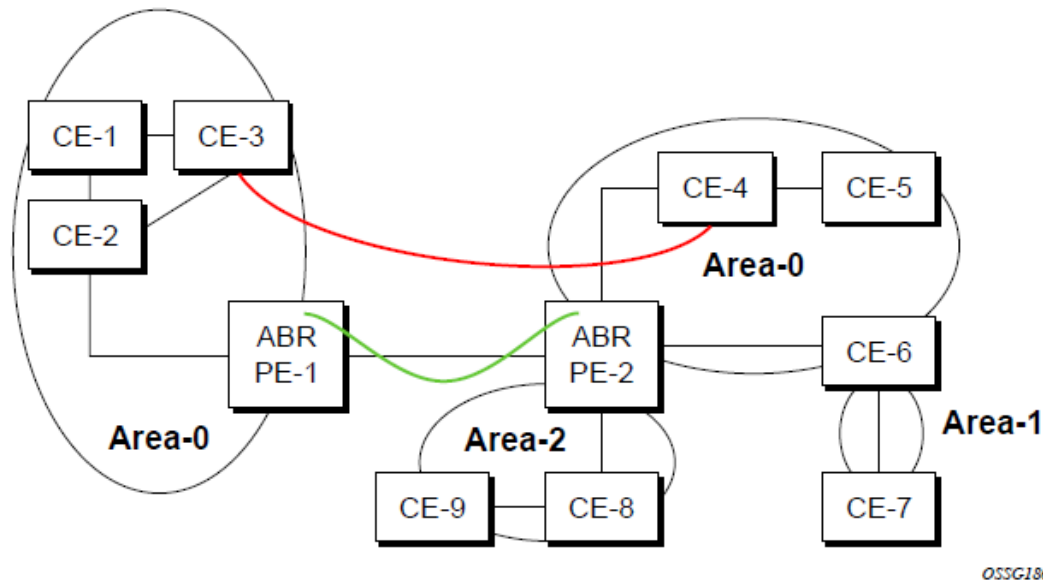 CE-1
CE-3
CE-2
CE-4
CE-5
Area-0
ABR
PE-1
ABR
PE-2
CE-6
Area-0
Area-2
Area-1
CE-9
CE-8
CE-7